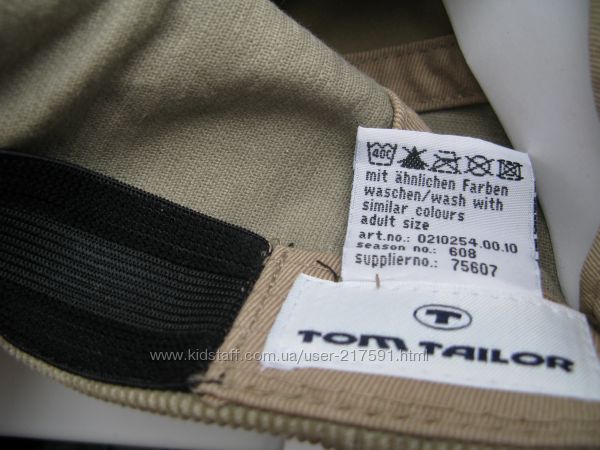 40C
mit ähnlichen Farben
waschen/wash with
similar colours
adult size
art.no.: 0210254.00.10
season no.: 608
supplierno.: 75607
T
TOM TAILOR
www.kidstaff.com.ua/user-217591.html